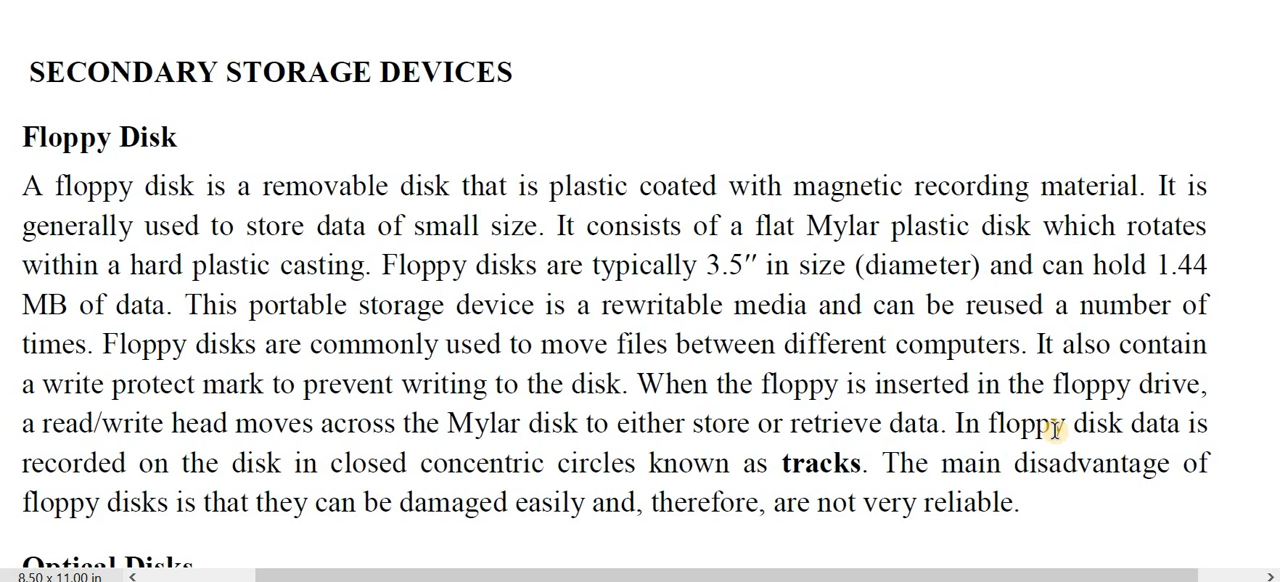 SECONDARY STORAGE DEVICES
Floppy Disk
A floppy disk is a removable disk that is plastic coated with magnetic recording material. It is
generally used to store data of small size. It consists of a flat Mylar plastic disk which rotates
within a hard plastic casting. Floppy disks are typically 3.5″ in size (diameter) and can hold 1.44
MB of data. This portable storage device is a rewritable media and can be reused a number of
times. Floppy disks are commonly used to move files between different computers. It also contain
a write protect mark to prevent writing to the disk. When the floppy is inserted in the floppy drive,
a read/write head moves across the Mylar disk to either store or retrieve data. In floppy disk data is
recorded on the disk in closed concentric circles known as tracks. The main disadvantage of
floppy disks is that they can be damaged easily and, therefore, are not very reliable.
Optical Disks
8.50 x 11.00 in